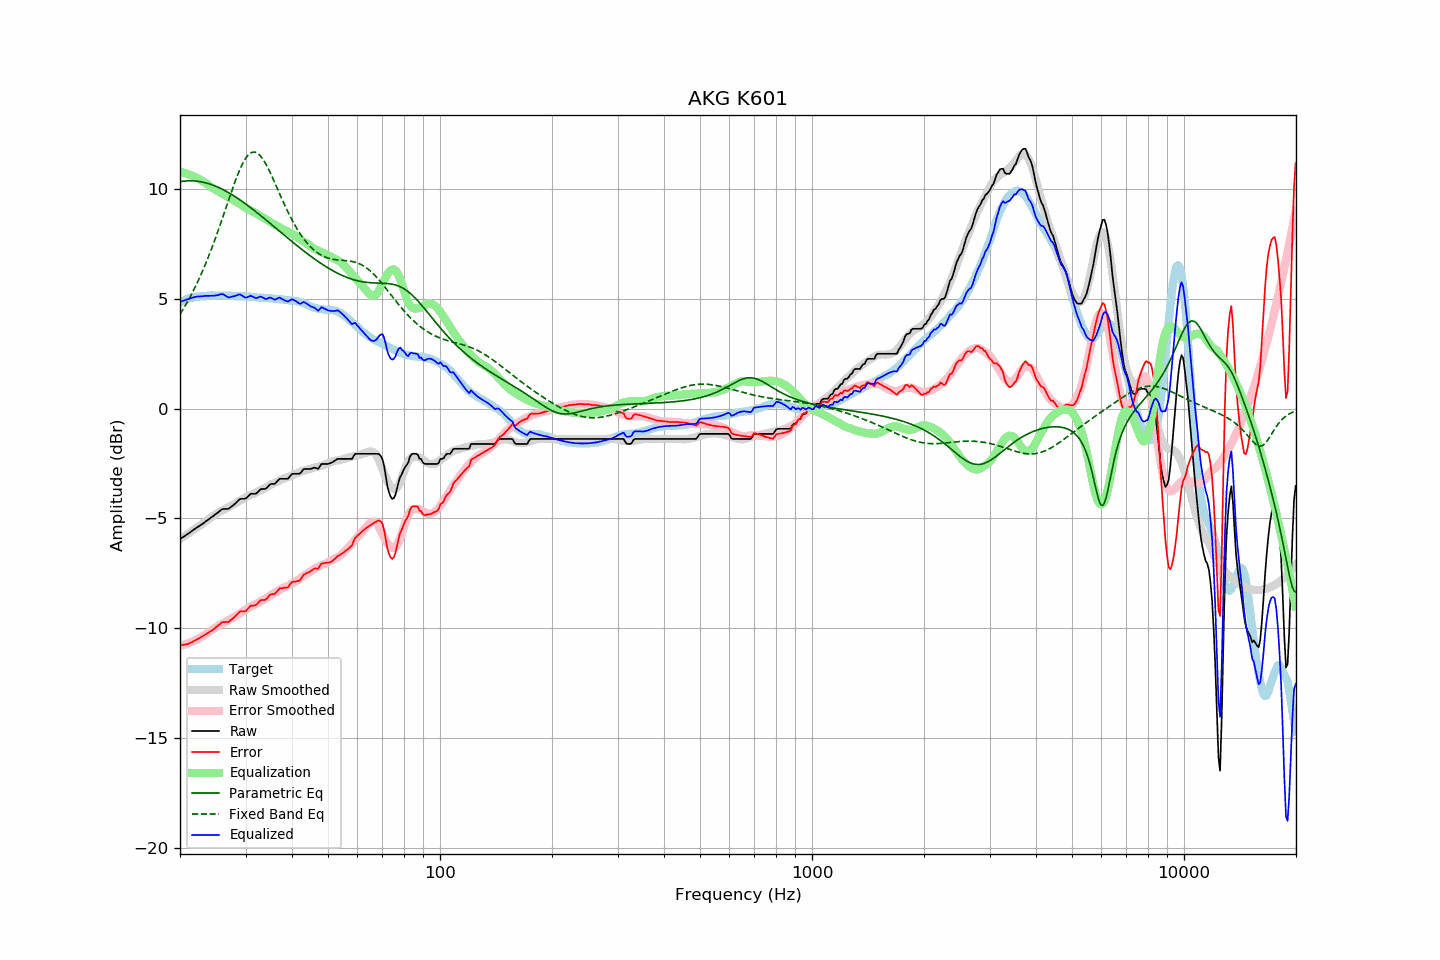 AKG K601
Amplitude (dBr)
10
5
0
−5
−10
−15
−20
Target
Raw Smoothed
Error Smoothed
Raw
Error
Equalization
Parametric Eq
Fixed Band Eq
Equalized
100
1000
10000
Frequency (Hz)